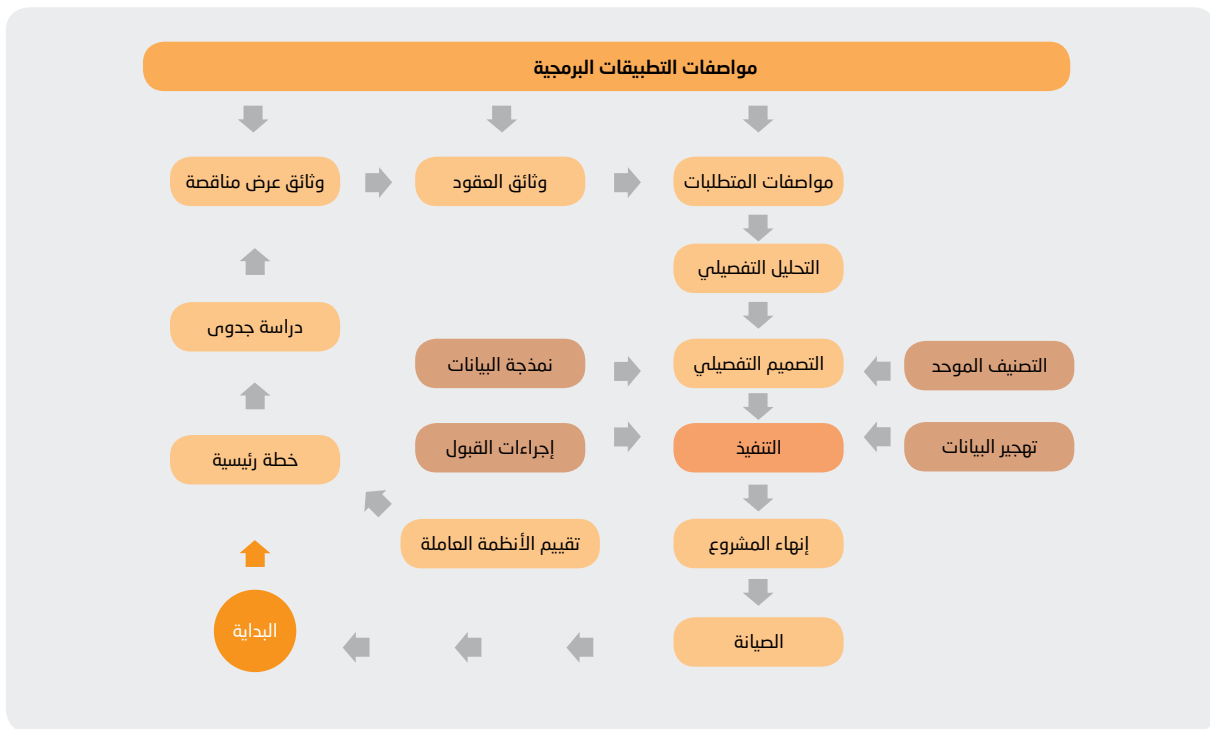 مواصفات التطبيقات البرمجية
مواصفات المتطلبات
وثائق العقود
وثائق عرض مناقصة
التحليل التفصيلي
دراسة جدوى
التصنيف الموحد
التصميم التفصيلي
نمذجة البيانات
تهجير البيانات
التنفيذ
إجراءات القبول
خطة رئيسية
إنهاء المشروع
تقييم الأنظمة العاملة
الصيانة
البداية